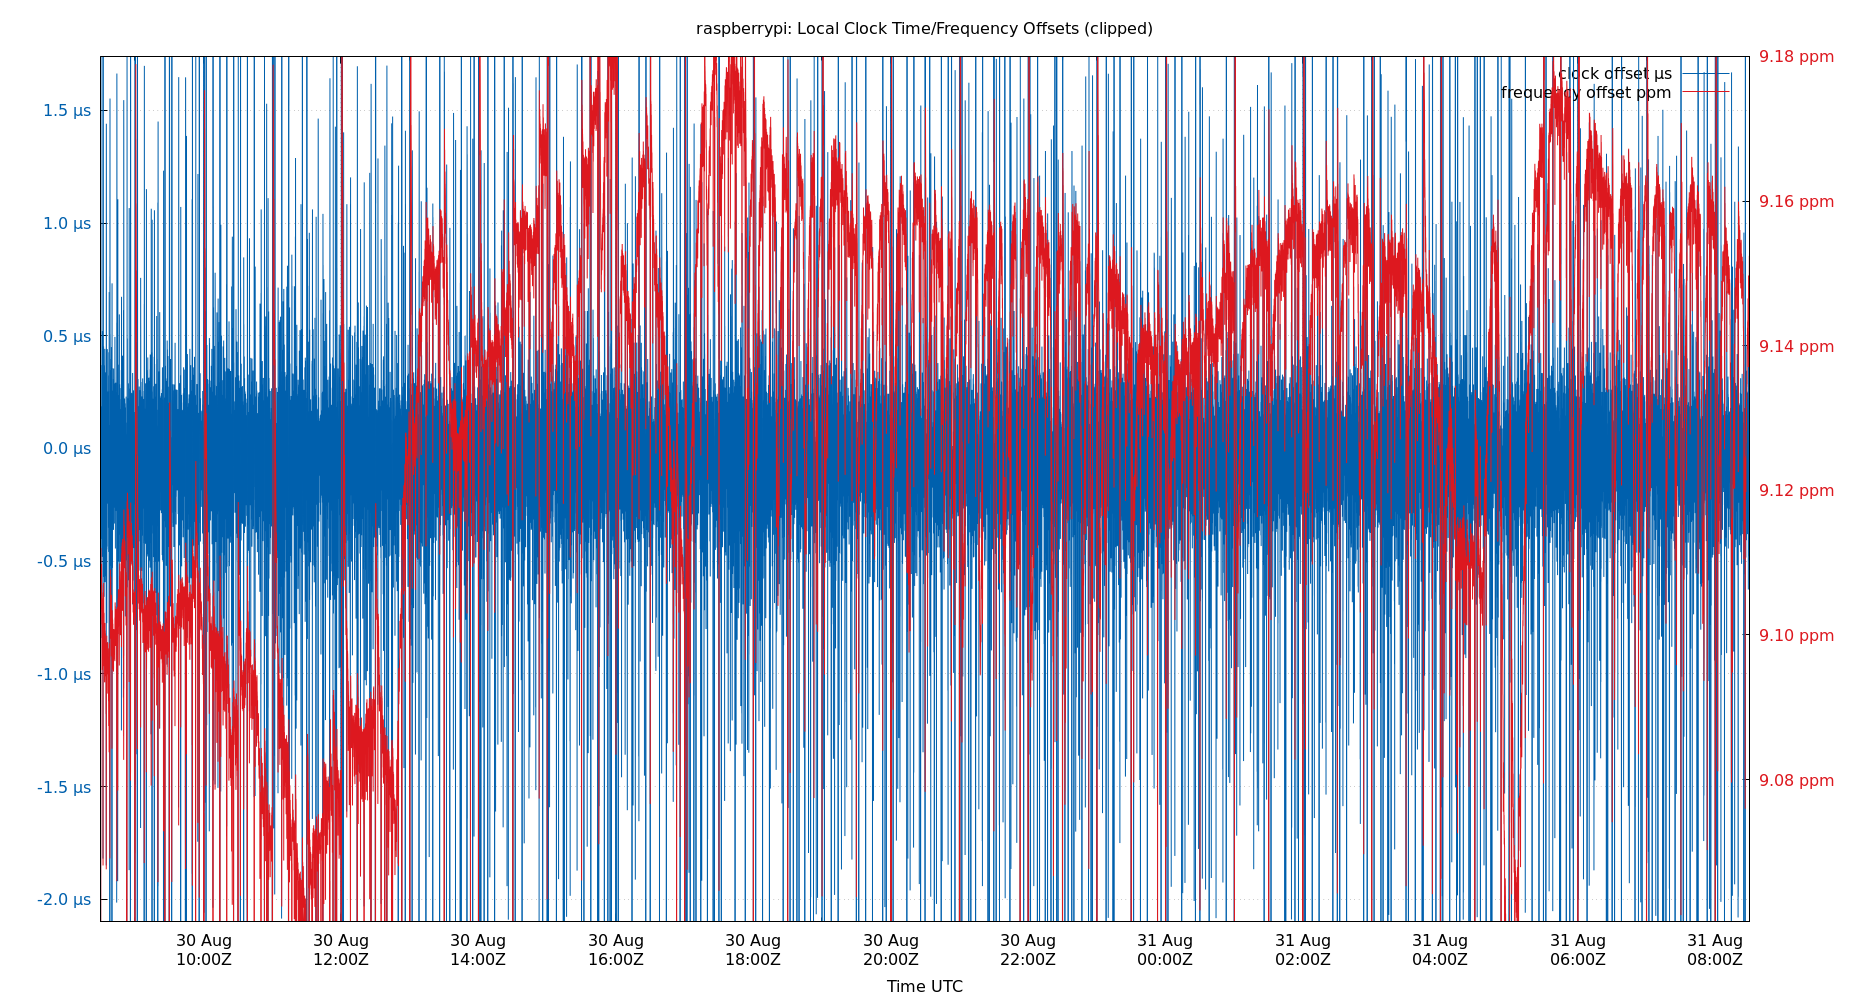 raspberrypi: Local Clock Time/Frequency Offsets (clipped)
9.18 ppm
clock offset µs
frequency offset ppm
1.5 µs
9.16 ppm
1.0 µs
0.5 µs
9.14 ppm
0.0 µs
9.12 ppm
-0.5 µs
9.10 ppm
-1.0 µs
9.08 ppm
-1.5 µs
-2.0 µs
30 Aug 30 Aug 30 Aug 30 Aug 30 Aug 30 Aug 30 Aug 31 Aug 31 Aug 31 Aug 31 Aug 31 Aug
10:00Z 12:00Z 14:00Z 16:00Z 18:00Z 20:00Z 22:00Z 00:00Z 02:00Z 04:00Z 06:00Z 08:00Z
Time UTC